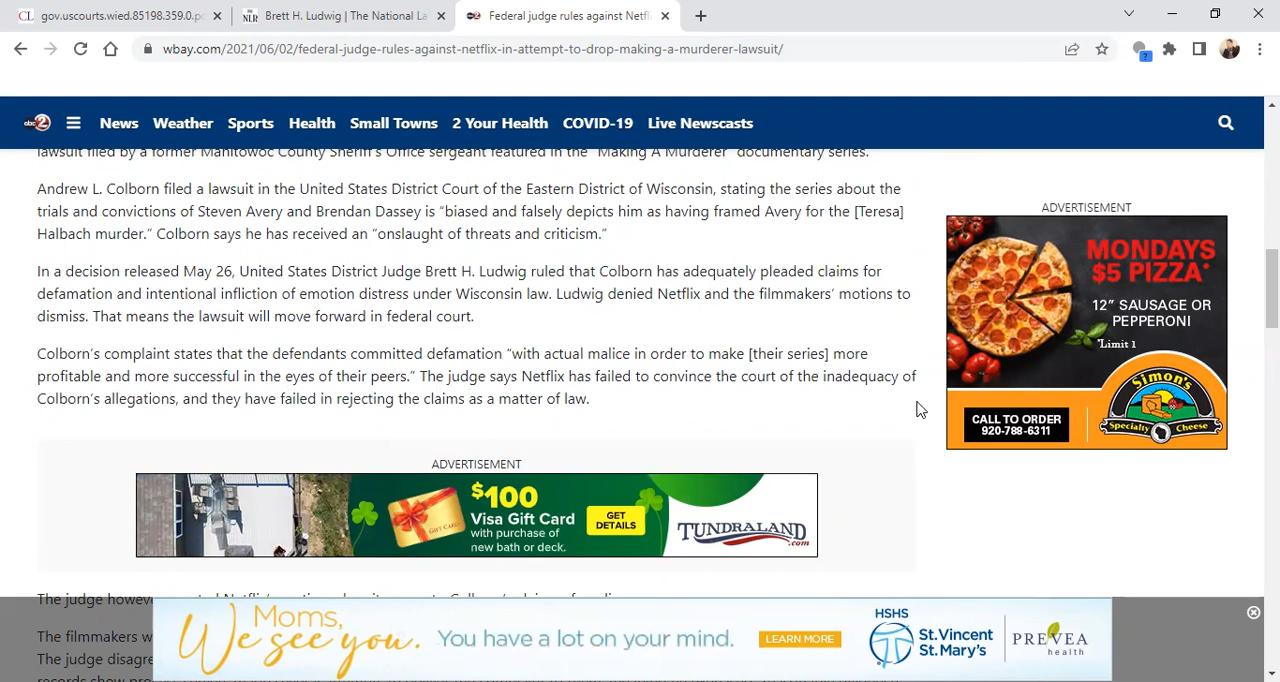 gov.uscourts.wied.85198.359.0.pc
Brett H. Ludwig | The National La
Federal judge rules against Netfl
wbay.com/2021/06/02/federal-judge-rules-against-netflix-in-attempt-to-drop-making-a-murderer-lawsuit/
abc 2
News Weather Sports Health Small Towns 2 Your Health COVID-19 Live Newscasts
lawsuit filed by a former Manitowoc County Sheriff's Office sergeant featured in the "Making A Murderer" documentary series.
Andrew L. Colborn filed a lawsuit in the United States District Court of the Eastern District of Wisconsin, stating the series about the
trials and convictions of Steven Avery and Brendan Dassey is “biased and falsely depicts him as having framed Avery for the [Teresa]
Halbach murder.” Colborn says he has received an “onslaught of threats and criticism.”
In a decision released May 26, United States District Judge Brett H. Ludwig ruled that Colborn has adequately pleaded claims for
defamation and intentional infliction of emotion distress under Wisconsin law. Ludwig denied Netflix and the filmmakers’ motions to
dismiss. That means the lawsuit will move forward in federal court.
Colborn’s complaint states that the defendants committed defamation “with actual malice in order to make [their series] more
profitable and more successful in the eyes of their peers.” The judge says Netflix has failed to convince the court of the inadequacy of
Colborn’s allegations, and they have failed in rejecting the claims as a matter of law.
ADVERTISEMENT
MONDAYS
$5 PIZZA*
12” SAUSAGE OR
PEPPERONI
*Limit 1
CALL TO ORDER
920-788-6311
Simon's
Specialty Cheese
ADVERTISEMENT
$100
Visa Gift Card
with purchase of
new bath or deck.
GET
DETAILS
TUNDRALAND
.com
The judge howeve
The filmmakers w
The judge disagre
Moms,
We see you.
You have a lot on your mind.
LEARN MORE
HSHS
St. Vincent
St. Mary's
PREVEA
health